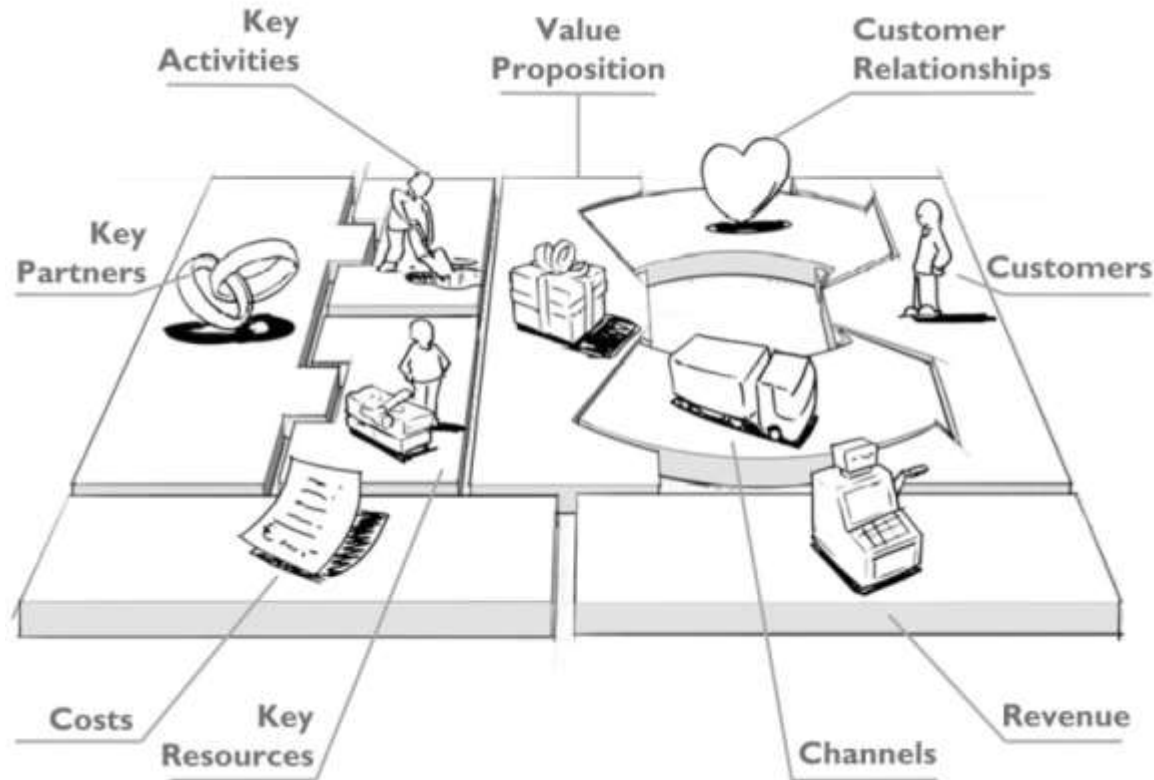 Key
Activities
Value
Proposition
Customer
Relationships
Key
Partners
Customers
Costs
Key
Resources
Channels
Revenue